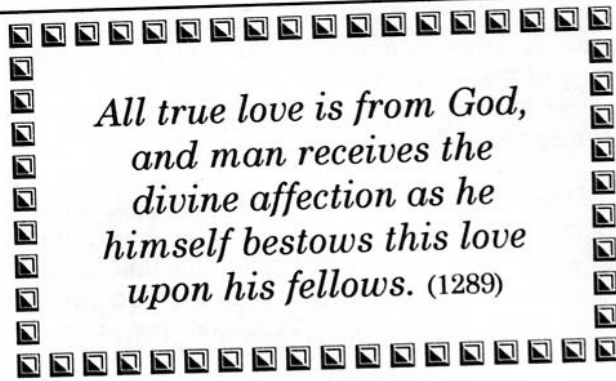 All true love is from God,
and man receives the
divine affection as he
himself bestows this love
upon his fellows. (1289)